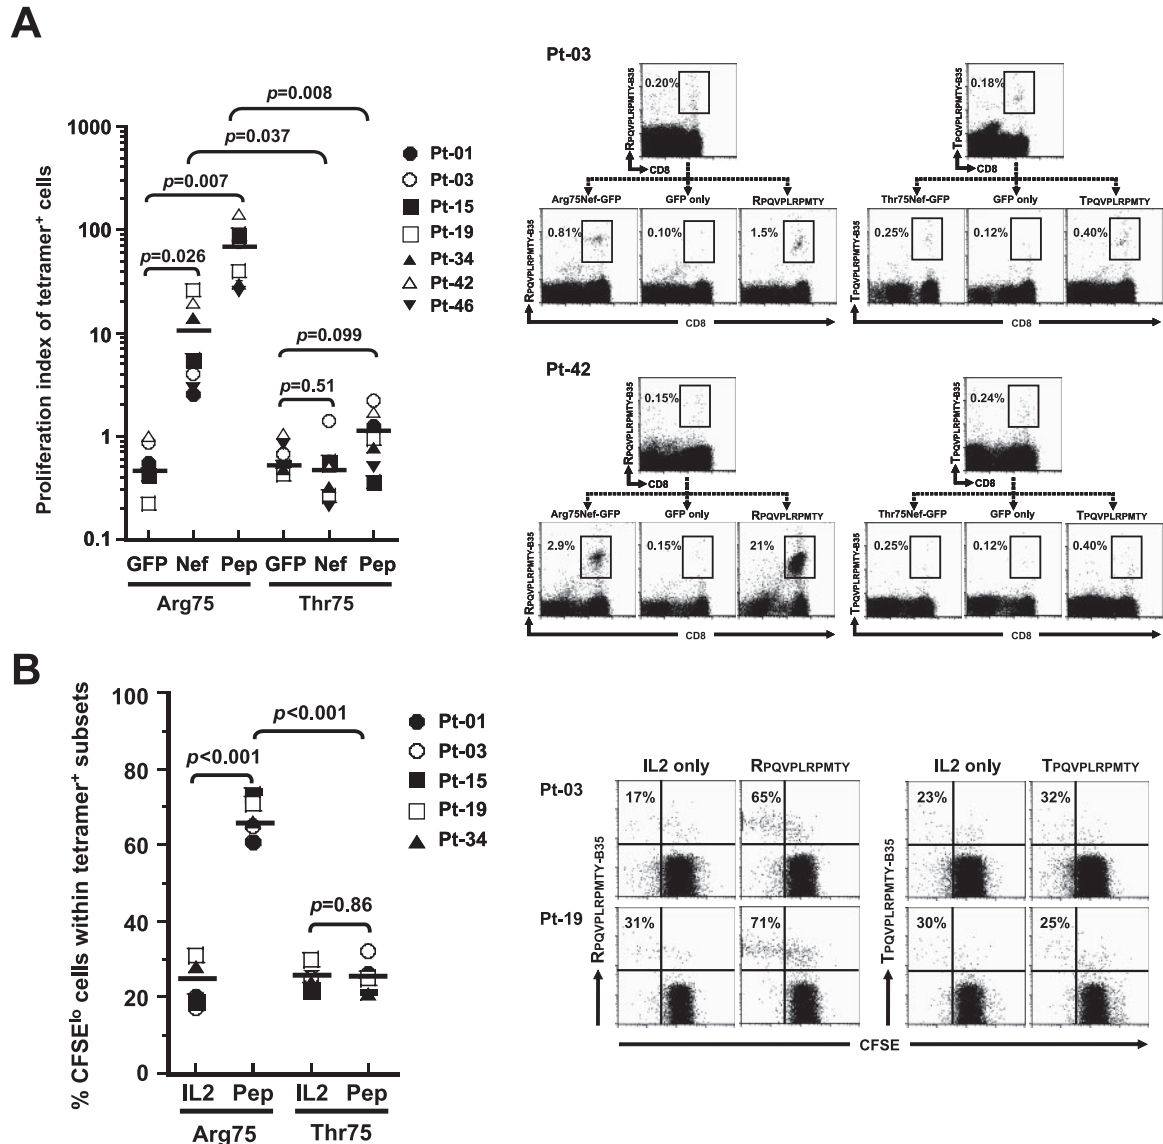 A
Proliferation index of tetramer⁺ cells
1000
100
10
1
0.1
p=0.008
p=0.037
p=0.007
p=0.026
p=0.099
p=0.51
Pt-01
Pt-03
Pt-15
Pt-19
Pt-34
Pt-42
Pt-46
GFP Nef Pep GFP Nef Pep
Arg75 Thr75
Pt-03
RPQVPLRPMTY-B35
0.20%
CD8
TPQVPLRPMTY-B35
0.18%
CD8
Arg75Nef-GFP GFP only RPQVPLRPMTY
RPQVPLRPMTY-B35
0.81% 0.10% 1.5%
CD8
Thr75Nef-GFP GFP only TPQVPLRPMTY
TPQVPLRPMTY-B35
0.25% 0.12% 0.40%
CD8
Pt-42
RPQVPLRPMTY-B35
0.15%
CD8
TPQVPLRPMTY-B35
0.24%
CD8
Arg75Nef-GFP GFP only RPQVPLRPMTY
RPQVPLRPMTY-B35
2.9% 0.15% 21%
CD8
Thr75Nef-GFP GFP only TPQVPLRPMTY
TPQVPLRPMTY-B35
0.25% 0.12% 0.40%
CD8
B
% CFSEˡᵒ cells within tetramer⁺ subsets
100
80
60
40
20
0
p<0.001
p<0.001
p=0.86
Pt-01
Pt-03
Pt-15
Pt-19
Pt-34
IL2 Pep IL2 Pep
Arg75 Thr75
IL2 only RPQVPLRPMTY IL2 only TPQVPLRPMTY
Pt-03
17% 65% 23% 32%
Pt-19
31% 71% 30% 25%
RPQVPLRPMTY-B35
TPQVPLRPMTY-B35
CFSE